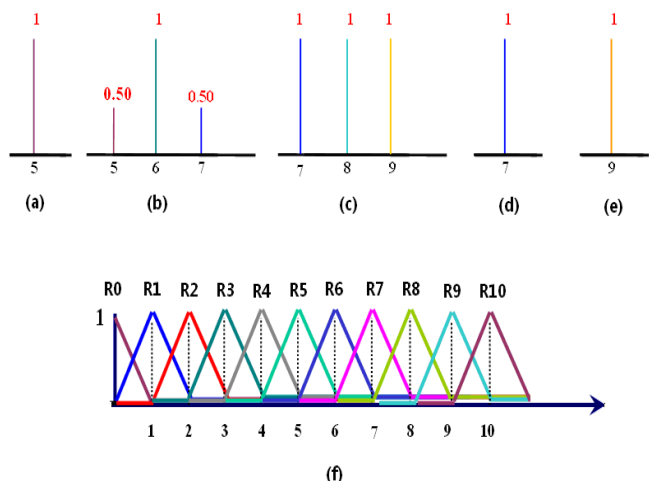 1 1 1 1 1 1 1
0.50 0.50
5 5 6 7 7 8 9 7 9
(a) (b) (c) (d) (e)
R0 R1 R2 R3 R4 R5 R6 R7 R8 R9 R10
1
1 2 3 4 5 6 7 8 9 10
(f)